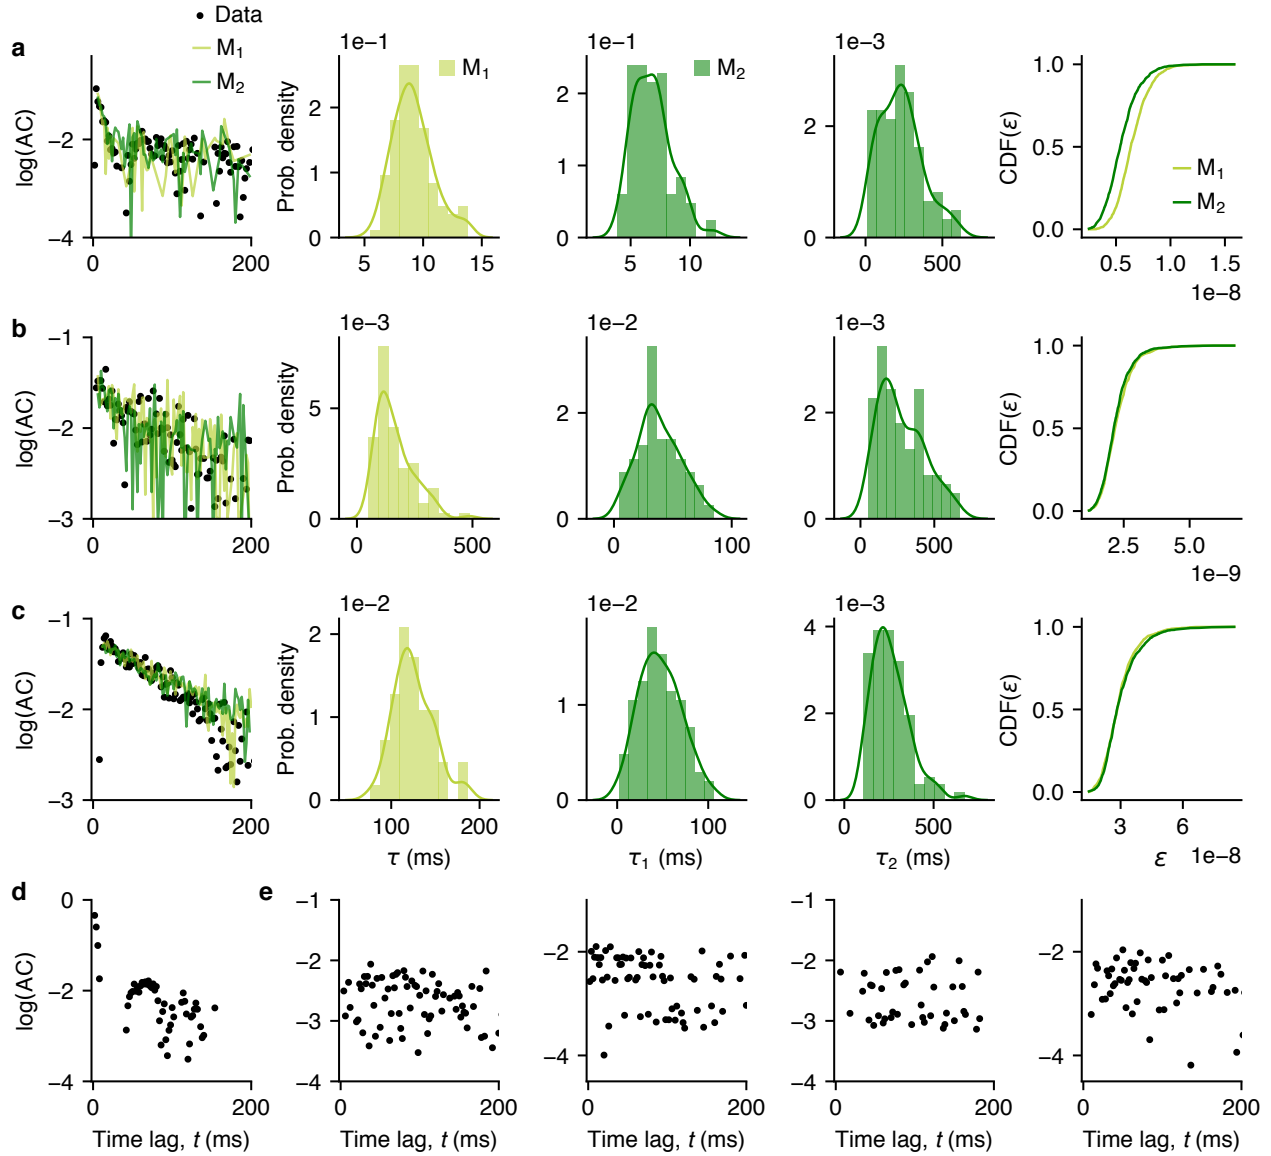 Data
M1
M2
a
log(AC)
−2
−4
0
200
1e−1
Prob. density
2
1
0
5
10
15
M1
1e−1
2
1
0
5
10
M2
1e−3
2
0
0
500
CDF(ε)
1.0
0.5
0.0
0.5
1.0
1.5
1e−8
M1
M2
b
log(AC)
−1
−2
−3
0
200
1e−3
Prob. density
5
0
0
500
1e−2
2
0
0
100
1e−3
2
0
0
500
CDF(ε)
1.0
0.5
0.0
2.5
5.0
1e−9
c
log(AC)
−1
−2
−3
0
200
1e−2
Prob. density
2
1
0
100
200
τ (ms)
1e−2
1
0
0
100
τ1 (ms)
1e−3
4
2
0
0
500
τ2 (ms)
CDF(ε)
1.0
0.5
0.0
3
6
ε
1e−8
d
log(AC)
0
−2
−4
0
200
Time lag, t (ms)
e
−1
−2
−3
−4
0
200
Time lag, t (ms)
−2
−4
0
200
Time lag, t (ms)
−1
−2
−3
−4
0
200
Time lag, t (ms)
−2
−4
0
200
Time lag, t (ms)